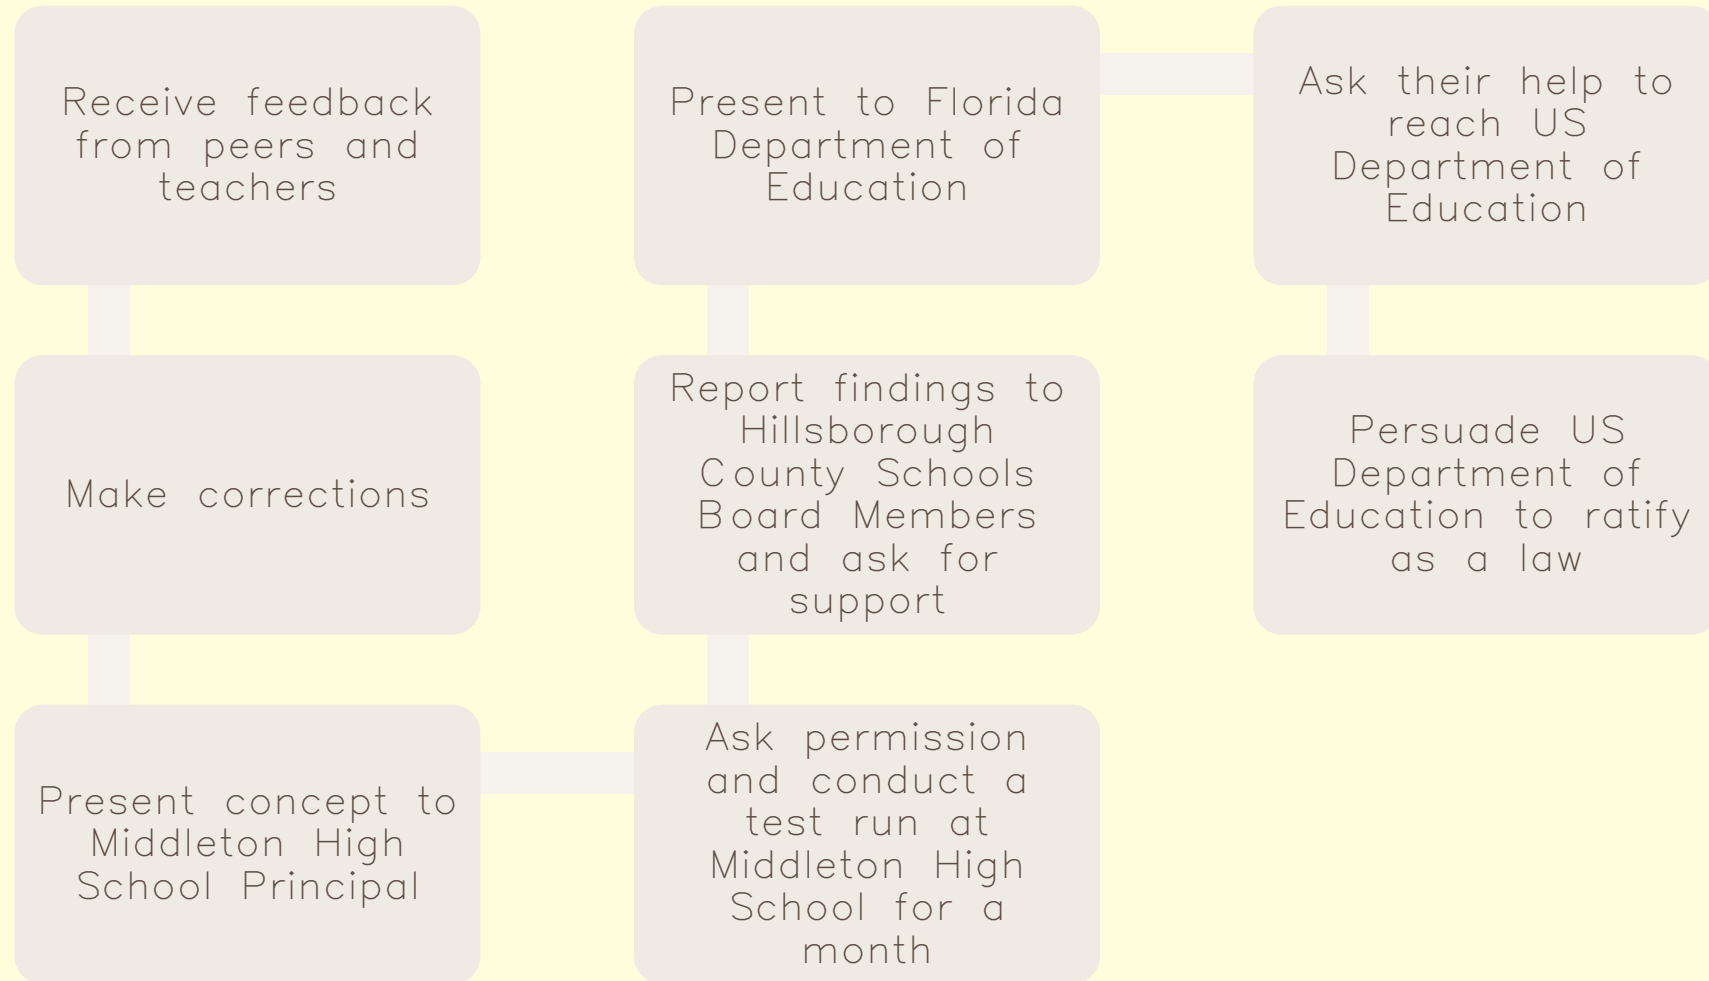 Receive feedback
from peers and
teachers
Make corrections
Present concept to
Middleton High
School Principal
Ask permission
and conduct a
test run at
Middleton High
School for a
month
Report findings to
Hillsborough
County Schools
Board Members
and ask for
support
Present to Florida
Department of
Education
Ask their help to
reach US
Department of
Education
Persuade US
Department of
Education to ratify
as a law